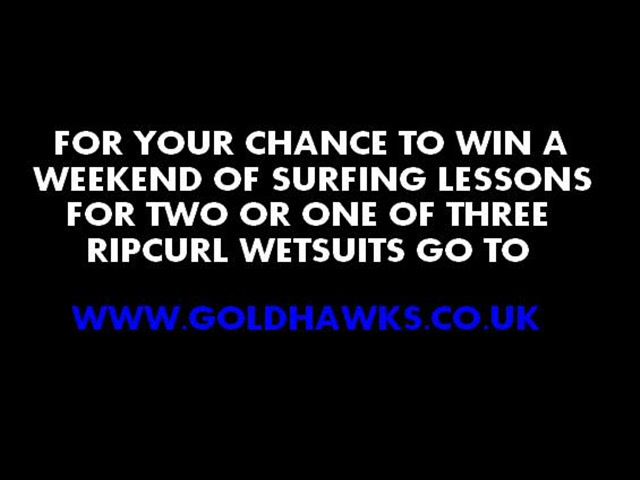 FOR YOUR CHANCE TO WIN A
WEEKEND OF SURFING LESSONS
FOR TWO OR ONE OF THREE
RIPCURL WETSUITS GO TO
WWW.GOLDHAWKS.CO.UK